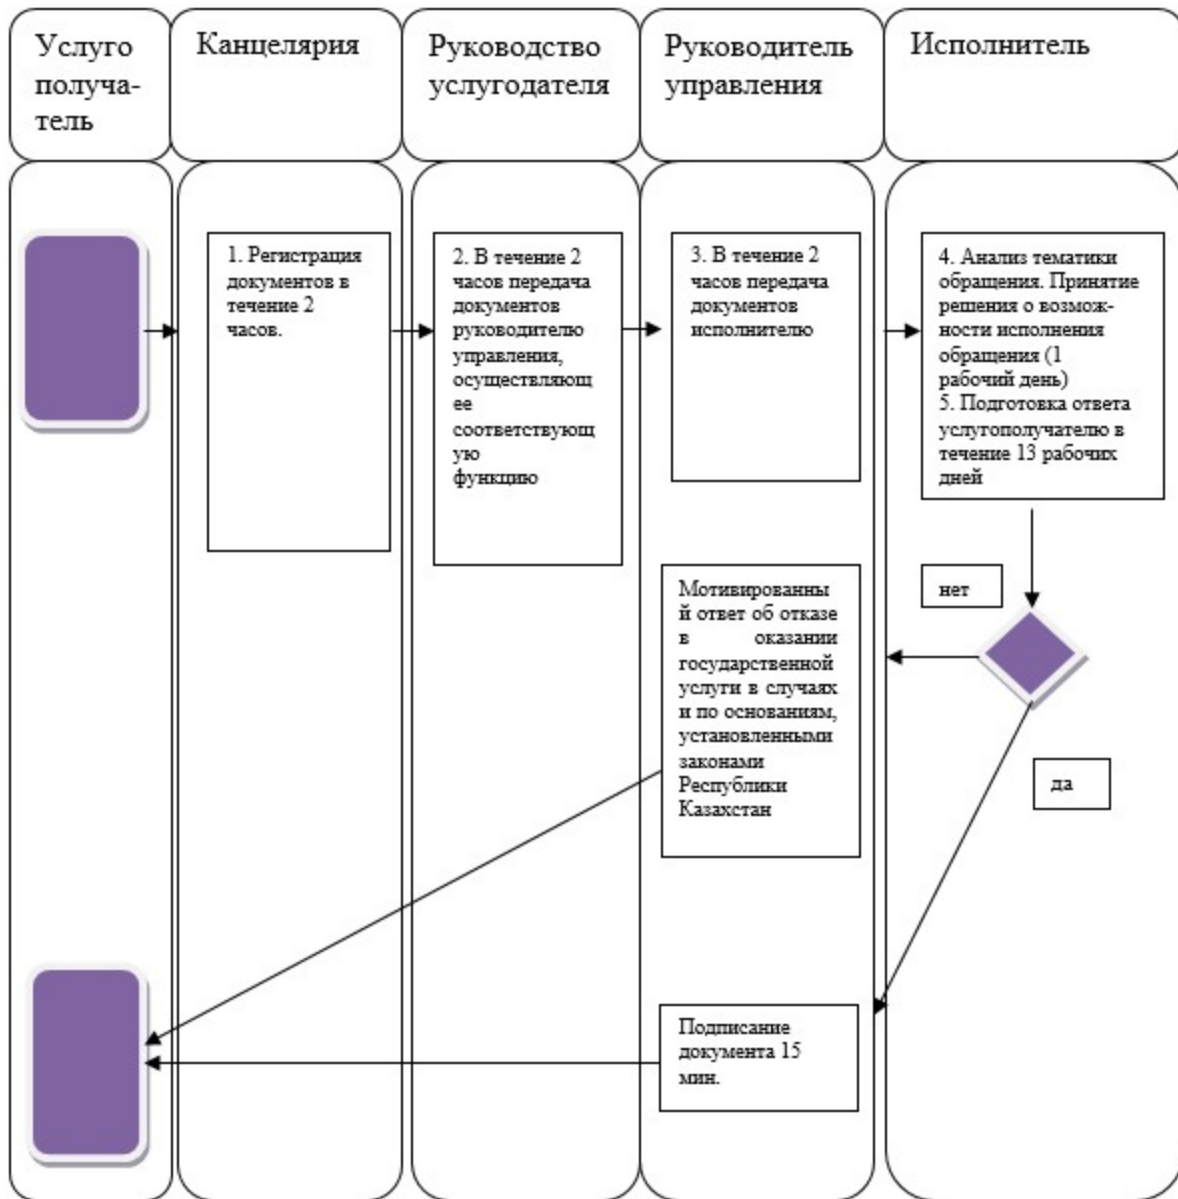 Услуго
получа-
тель
Канцелярия
Руководство
услугодателя
Руководитель
управления
Исполнитель
1. Регистрация
документов в
течение 2
часов.
2. В течение 2
часов передача
документов
руководителю
управления,
осуществляющ
ее
соответствующ
ую
функцию
3. В течение 2
часов передача
документов
исполнителю
4. Анализ тематики
обращения. Принятие
решения о возмож-
ности исполнения
обращения (1
рабочий день)
5. Подготовка ответа
услугополучателю в
течение 13 рабочих
дней
нет
Мотивированны
й ответ об отказе
в оказании
государственной
услуги в случаях
и по основаниям,
установленными
законами
Республики
Казахстан
да
Подписание
документа 15
мин.